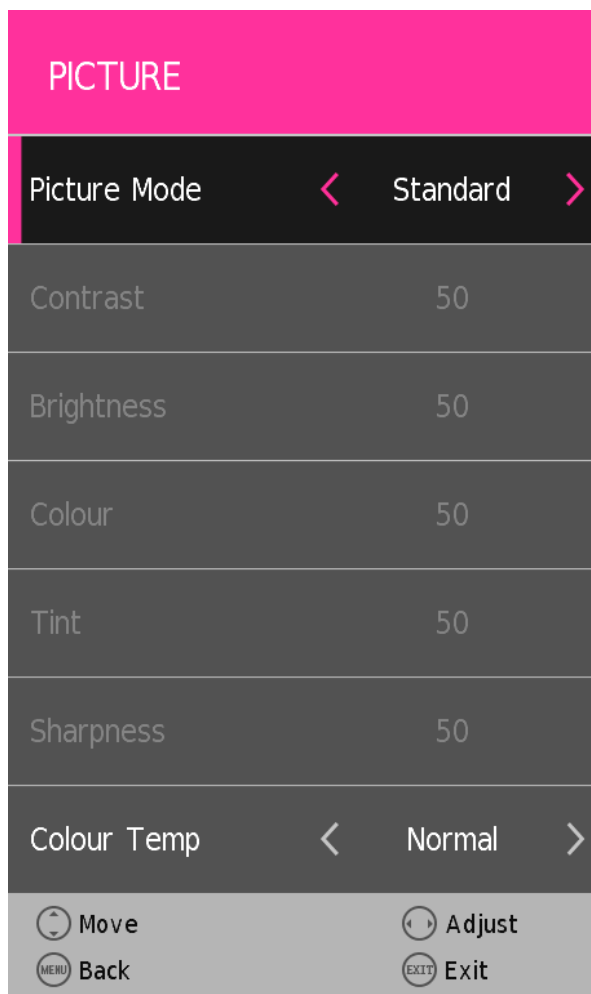 PICTURE
Picture Mode Standard
Contrast 50
Brightness 50
Colour 50
Tint 50
Sharpness 50
Colour Temp Normal
Move Adjust
MENU Back EXIT Exit